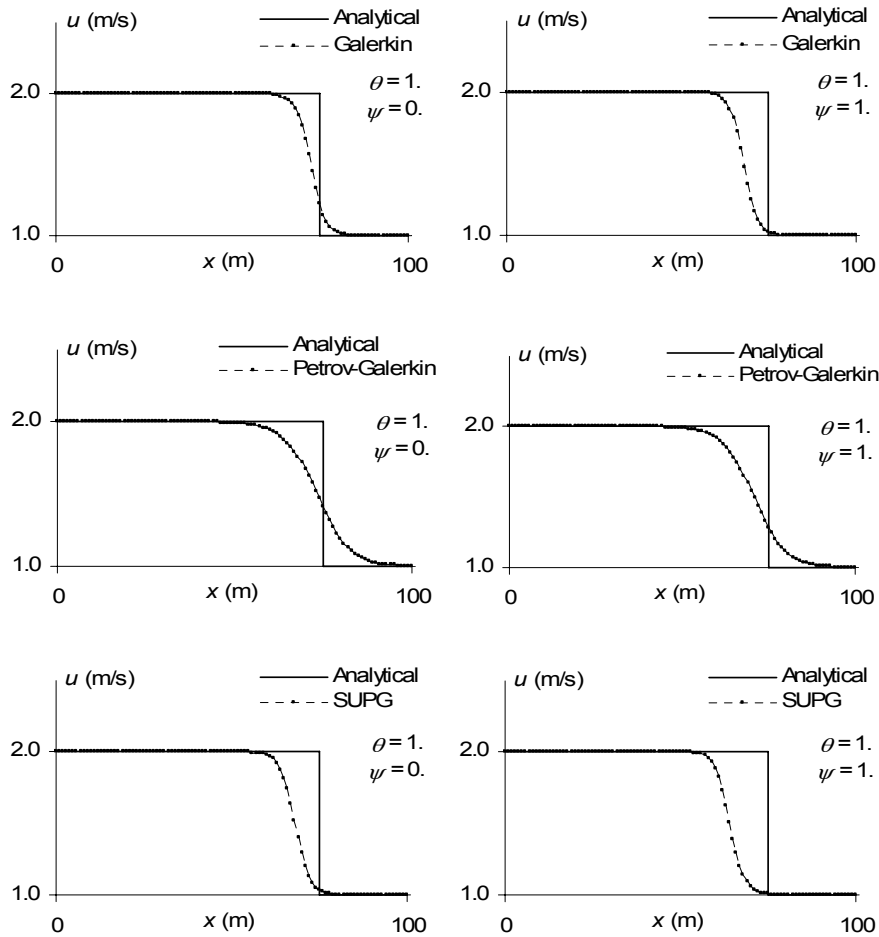 u (m/s)
Analytical
Galerkin
θ = 1.
ψ = 0.
2.0
1.0
0
x (m)
100
u (m/s)
Analytical
Galerkin
θ = 1.
ψ = 1.
2.0
1.0
0
x (m)
100
u (m/s)
Analytical
Petrov-Galerkin
θ = 1.
ψ = 0.
2.0
1.0
0
x (m)
100
u (m/s)
Analytical
Petrov-Galerkin
θ = 1.
ψ = 1.
2.0
1.0
0
x (m)
100
u (m/s)
Analytical
SUPG
θ = 1.
ψ = 0.
2.0
1.0
0
x (m)
100
u (m/s)
Analytical
SUPG
θ = 1.
ψ = 1.
2.0
1.0
0
x (m)
100